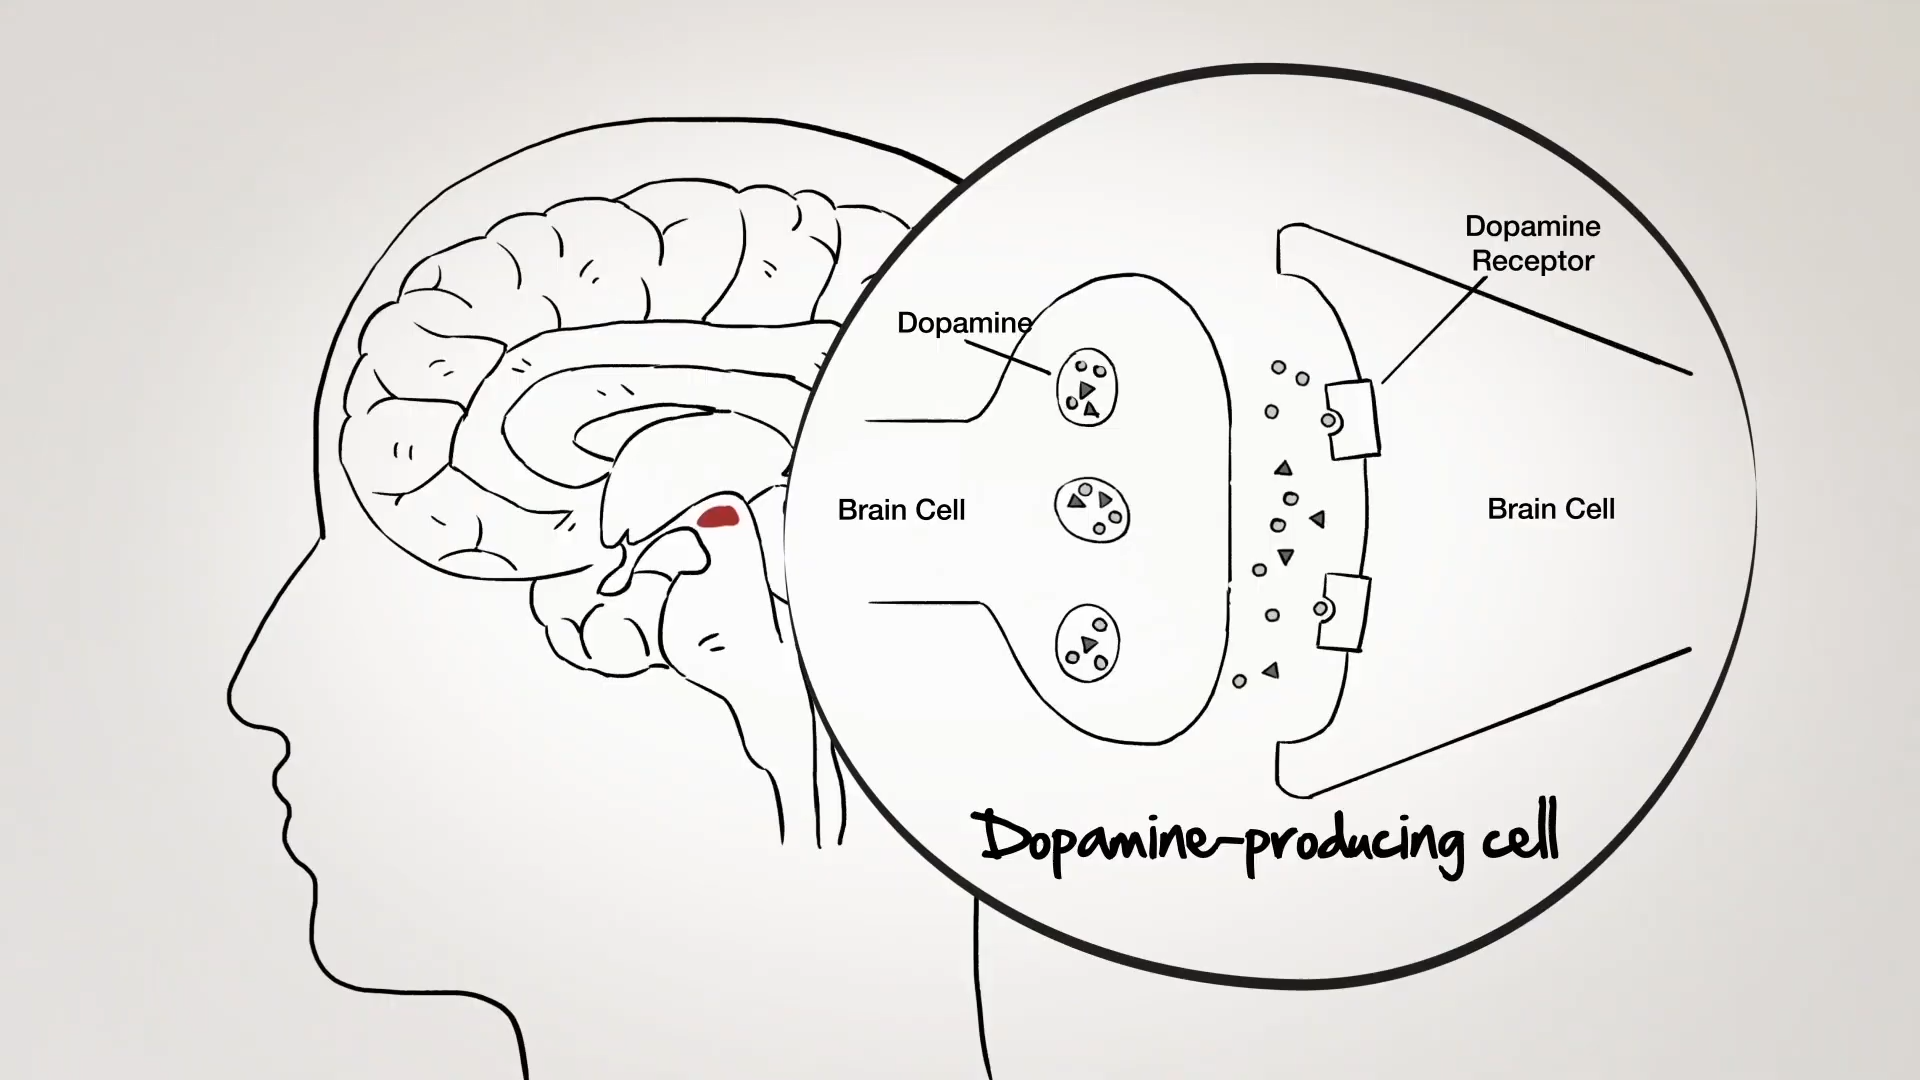 Dopamine
Receptor
Dopamine
Brain Cell
Brain Cell
Dopamine-producing cell